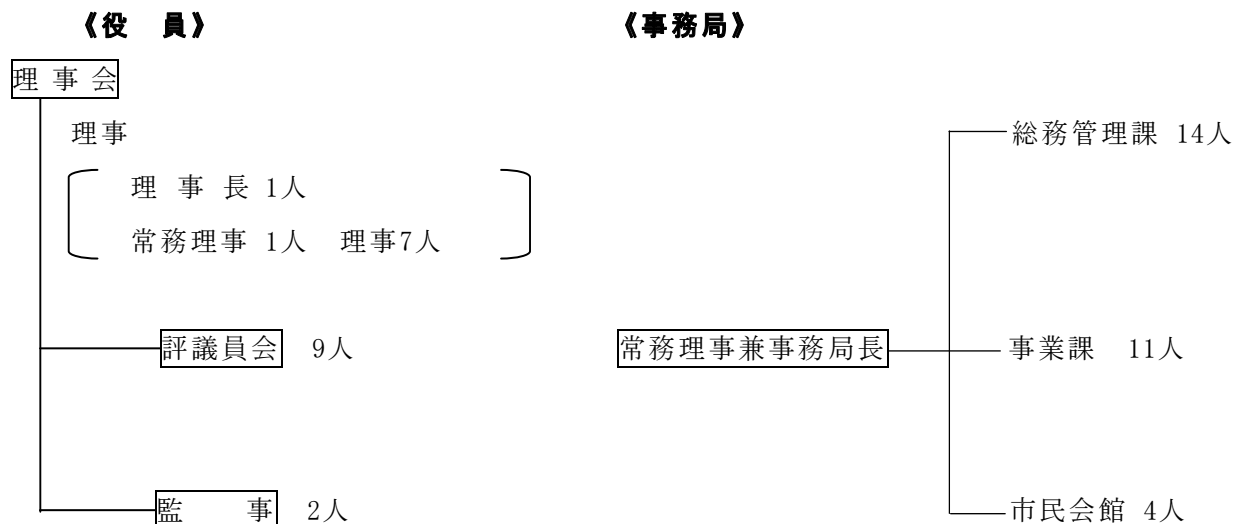 《役　員》
《事務局》
理 事 会
理事
理 事 長 1人
常務理事 1人　理事7人
評議員会　9人
監　　事　2人
常務理事兼事務局長
総務管理課 14人
事業課　11人
市民会館 4人